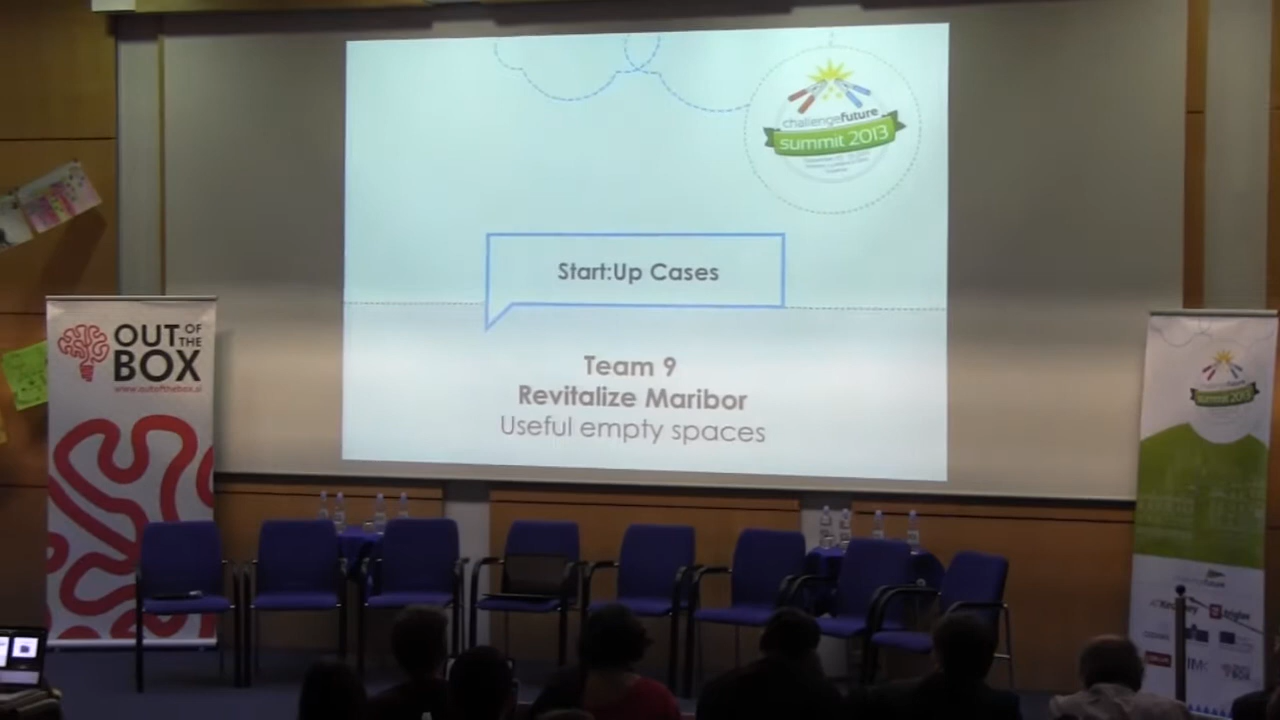 challengefuture
summit 2013
Start:Up Cases
Team 9
Revitalize Maribor
Useful empty spaces
OUT OF THE
BOX
www.outofthebox.si
summit 2013